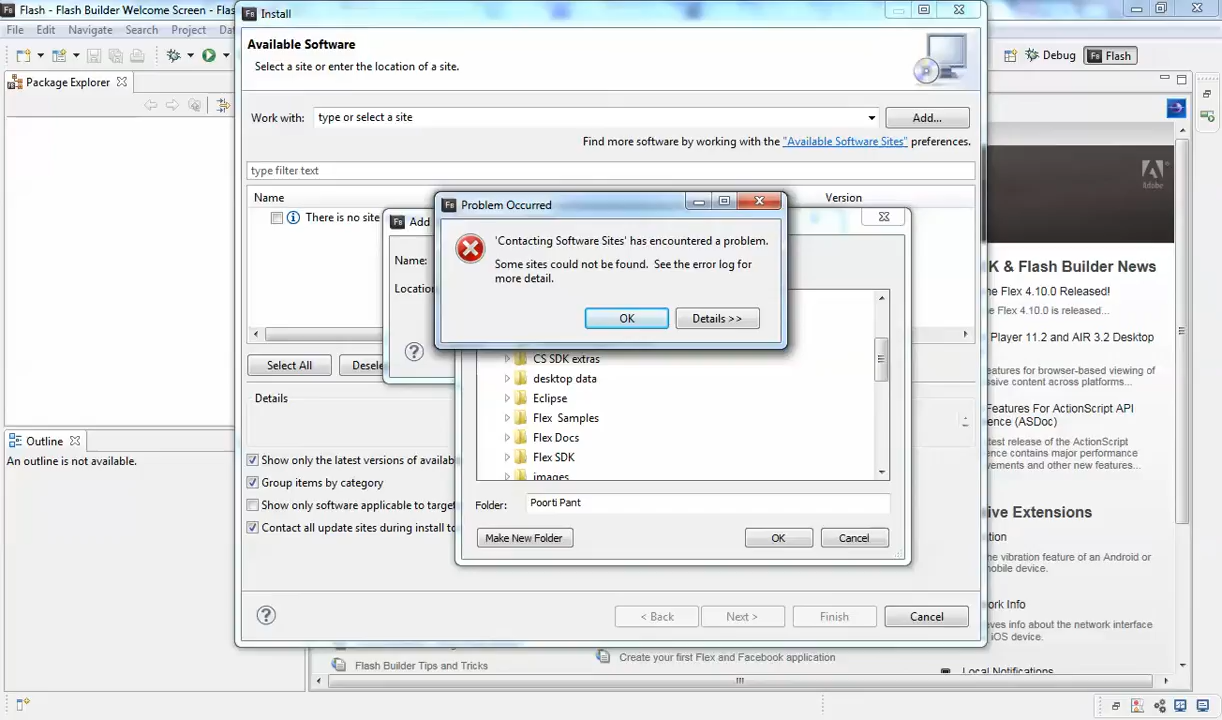 Flash - Flash Builder Welcome Screen - Flas
Fb Install
File Edit Navigate Search Project Da
Available Software
Select a site or enter the location of a site.
Debug Fb Flash
Package Explorer
Work with: type or select a site Add...
Find more software by working with the "Available Software Sites" preferences.
type filter text
Name Version
There is no site
Fb Add
Name:
Location
Fb Problem Occurred
'Contacting Software Sites' has encountered a problem.
Some sites could not be found. See the error log for
more detail.
OK Details >>
Adobe
K & Flash Builder News
e Flex 4.10.0 Released!
e Flex 4.10.0 is released...
Player 11.2 and AIR 3.2 Desktop
eatures for browser-based viewing of
ssive content across platforms...
Features For ActionScript API
ence (ASDoc)
test release of the ActionScript
ence contains major performance
vements and other new features...
ive Extensions
tion
he vibration feature of an Android or
mobile device.
ork Info
eves info about the network interface
iOS device.
Local Notifications
CS SDK extras
desktop data
Eclipse
Flex Samples
Flex Docs
Flex SDK
images
Folder: Poorti Pant
Make New Folder OK Cancel
Select All Desele
Details
Show only the latest versions of availab
Group items by category
Show only software applicable to target
Contact all update sites during install to
Outline
An outline is not available.
< Back Next > Finish Cancel
Flash Builder Tips and Tricks
Create your first Flex and Facebook application